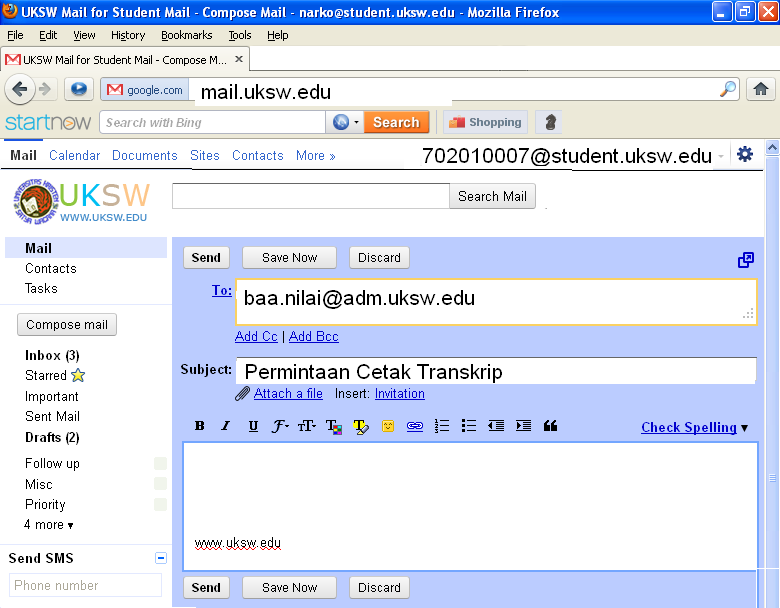 UKSW Mail for Student Mail - Compose Mail - narko@student.uksw.edu - Mozilla Firefox
File Edit View History Bookmarks Tools Help
UKSW Mail for Student Mail - Compose M...
google.com mail.uksw.edu
startnow Search with Bing Search Shopping
Mail Calendar Documents Sites Contacts More » 702010007@student.uksw.edu
UKSW
WWW.UKSW.EDU
Search Mail
Mail
Contacts
Tasks
Compose mail
Inbox (3)
Starred
Important
Sent Mail
Drafts (2)
Follow up
Misc
Priority
4 more ▾
Send SMS
Phone number
Send Save Now Discard
To: baa.nilai@adm.uksw.edu
Add Cc | Add Bcc
Subject: Permintaan Cetak Transkrip
Attach a file Insert: Invitation
B I U Check Spelling ▼
www.uksw.edu
Send Save Now Discard